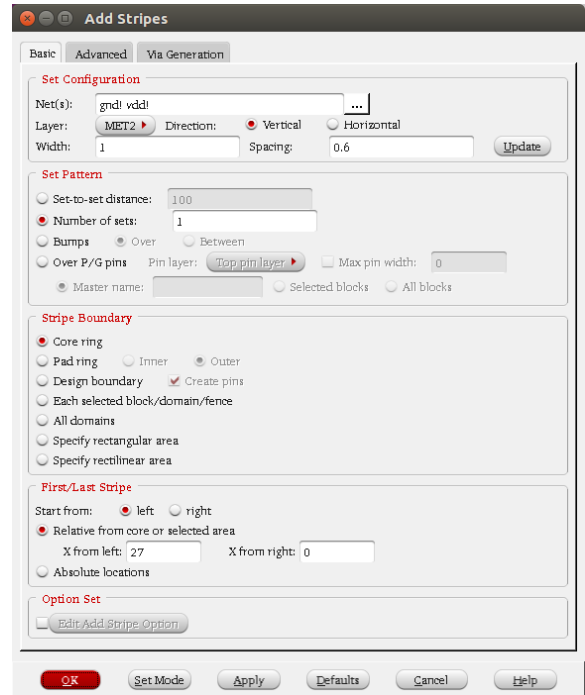 Add Stripes
Basic Advanced Via Generation
Set Configuration
Net(s): gnd! vdd! ...
Layer: MET2 Direction: Vertical Horizontal
Width: 1 Spacing: 0.6 Update
Set Pattern
Set-to-set distance: 100
Number of sets: 1
Bumps Over Between
Over P/G pins Pin layer: Top pin layer Max pin width: 0
Master name: Selected blocks All blocks
Stripe Boundary
Core ring
Pad ring Inner Outer
Design boundary Create pins
Each selected block/domain/fence
All domains
Specify rectangular area
Specify rectilinear area
First/Last Stripe
Start from: left right
Relative from core or selected area
X from left: 27 X from right: 0
Absolute locations
Option Set
Edit Add Stripe Option
OK Set Mode Apply Defaults Cancel Help